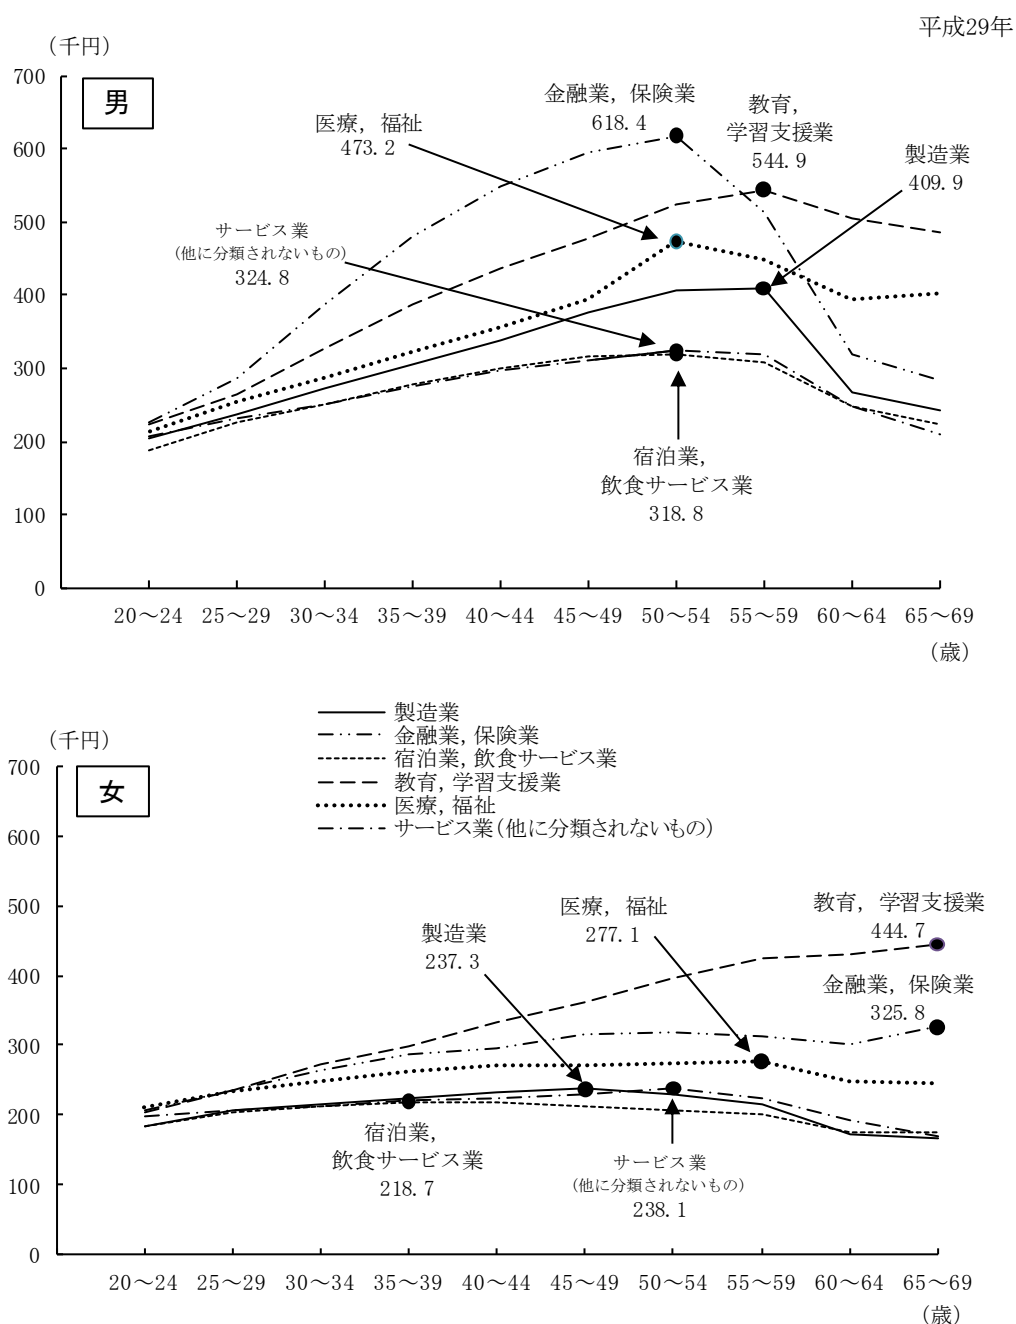 平成29年
(千円)
男
700
600
500
400
300
200
100
0
金融業, 保険業
618.4
教育,
学習支援業
544.9
医療, 福祉
473.2
製造業
409.9
サービス業
(他に分類されないもの)
324.8
宿泊業,
飲食サービス業
318.8
20～24 25～29 30～34 35～39 40～44 45～49 50～54 55～59 60～64 65～69
(歳)
製造業
金融業, 保険業
宿泊業, 飲食サービス業
教育, 学習支援業
医療, 福祉
サービス業(他に分類されないもの)
(千円)
女
700
600
500
400
300
200
100
0
教育, 学習支援業
444.7
医療, 福祉
277.1
製造業
237.3
金融業, 保険業
325.8
宿泊業,
飲食サービス業
218.7
サービス業
(他に分類されないもの)
238.1
20～24 25～29 30～34 35～39 40～44 45～49 50～54 55～59 60～64 65～69
(歳)